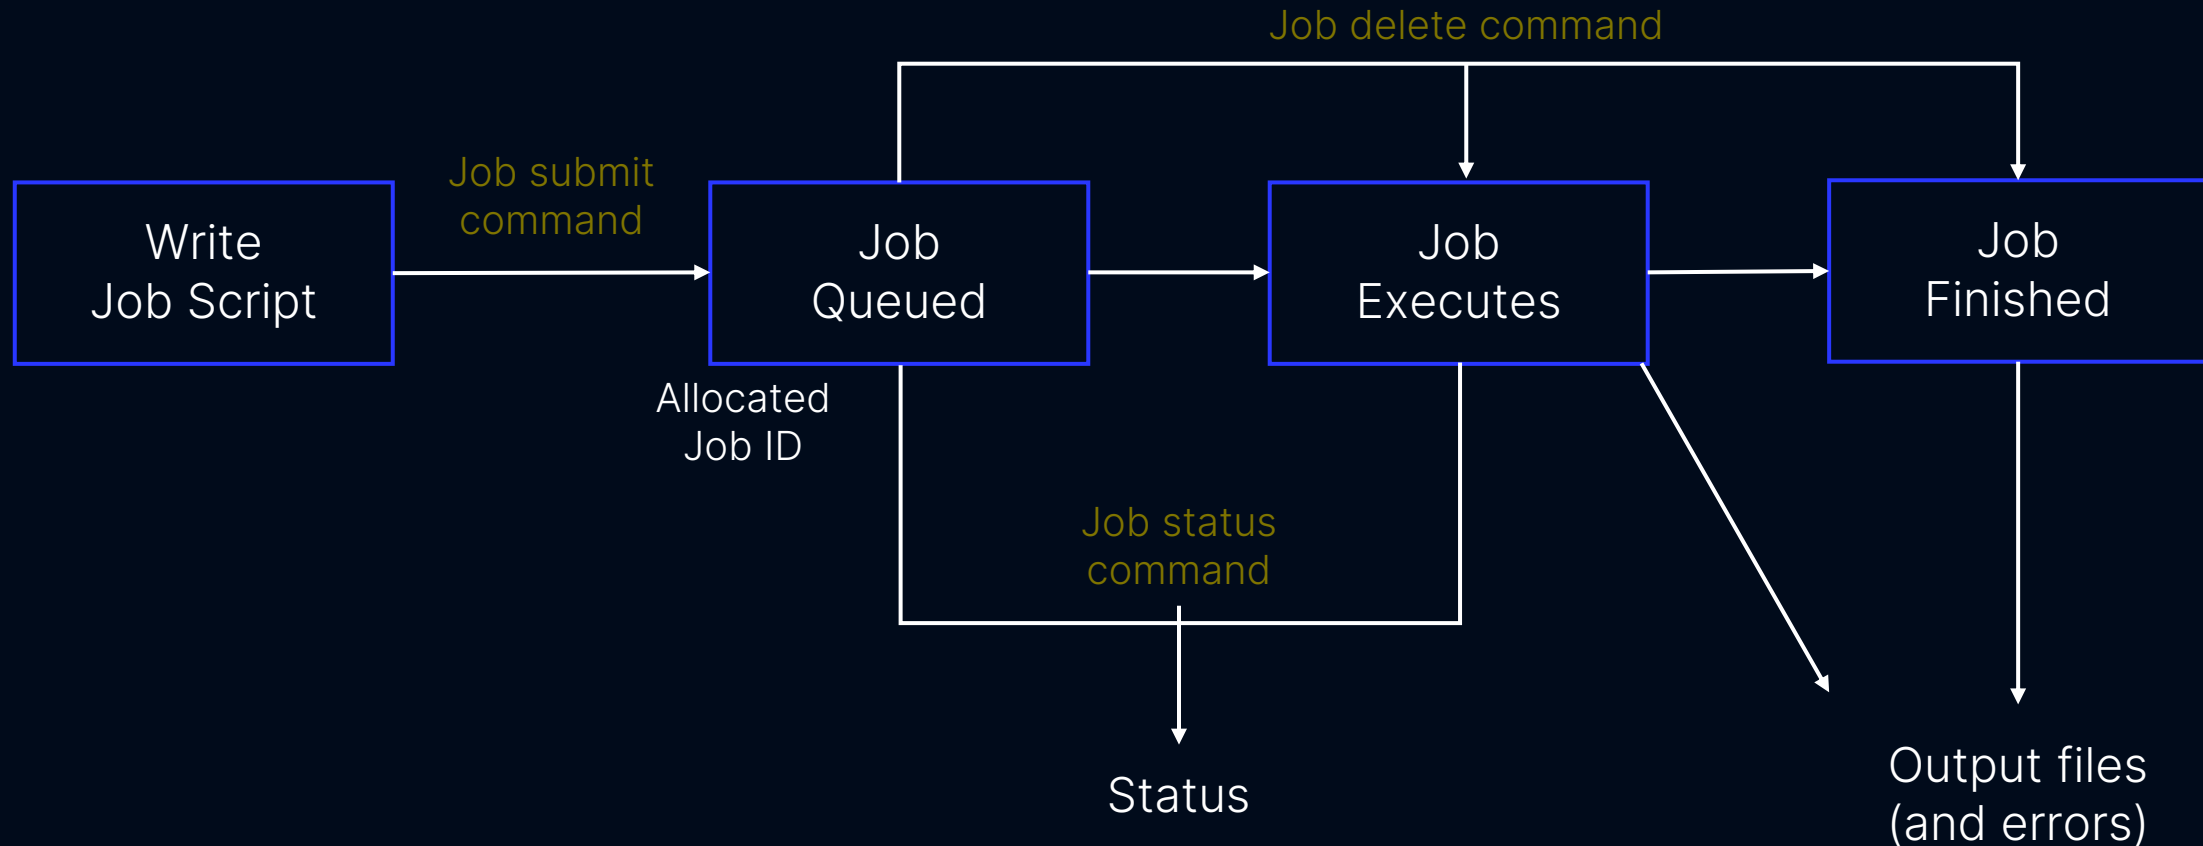 Job delete command
Job submit
command
Write
Job Script
Job
Queued
Job
Executes
Job
Finished
Allocated
Job ID
Job status
command
Status
Output files
(and errors)